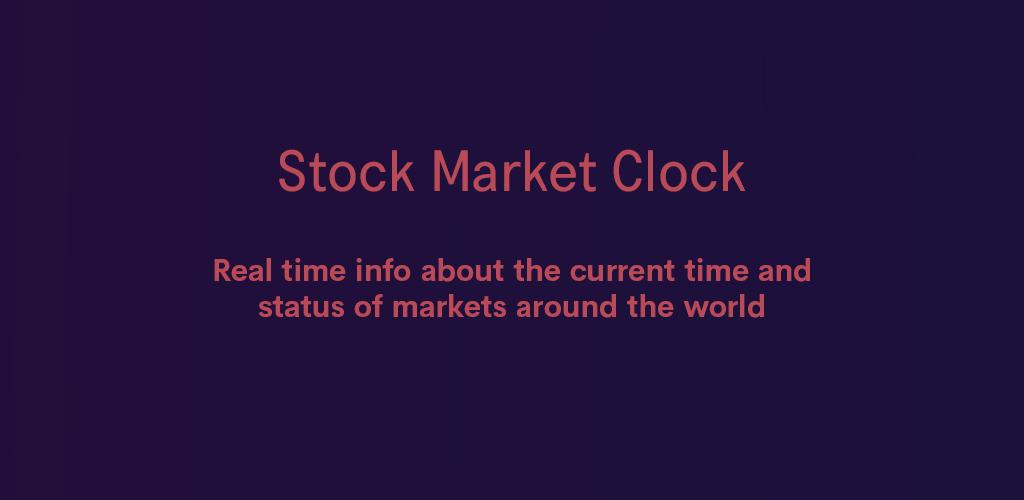 Stock Market Clock
Real time info about the current time and
status of markets around the world